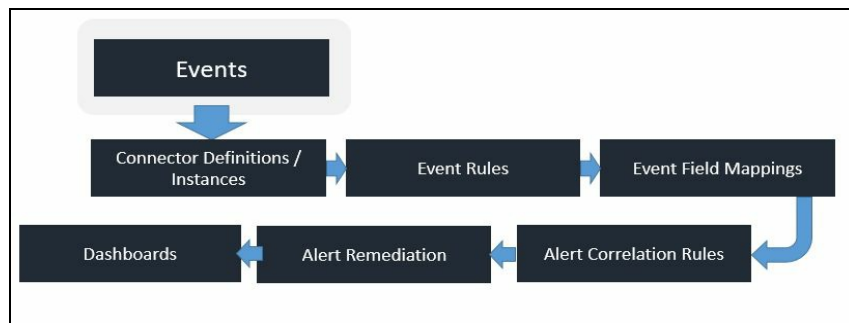 Events
Connector Definitions /
Instances
Event Rules
Event Field Mappings
Alert Correlation Rules
Alert Remediation
Dashboards